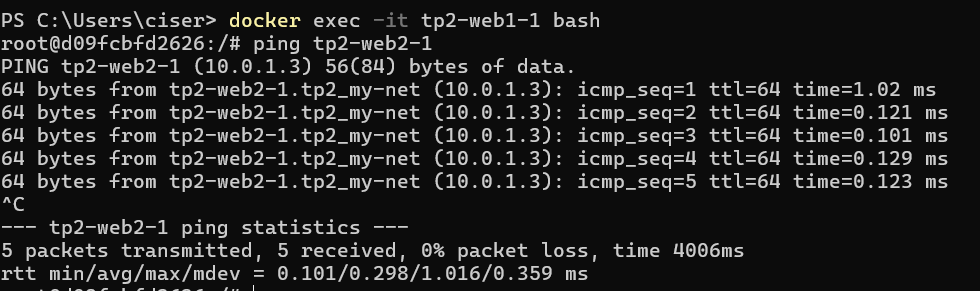 PS C:\Users\ciser> docker exec -it tp2-web1-1 bash
root@d09fcbfd2626:/# ping tp2-web2-1
PING tp2-web2-1 (10.0.1.3) 56(84) bytes of data.
64 bytes from tp2-web2-1.tp2_my-net (10.0.1.3): icmp_seq=1 ttl=64 time=1.02 ms
64 bytes from tp2-web2-1.tp2_my-net (10.0.1.3): icmp_seq=2 ttl=64 time=0.121 ms
64 bytes from tp2-web2-1.tp2_my-net (10.0.1.3): icmp_seq=3 ttl=64 time=0.101 ms
64 bytes from tp2-web2-1.tp2_my-net (10.0.1.3): icmp_seq=4 ttl=64 time=0.129 ms
64 bytes from tp2-web2-1.tp2_my-net (10.0.1.3): icmp_seq=5 ttl=64 time=0.123 ms
^C
--- tp2-web2-1 ping statistics ---
5 packets transmitted, 5 received, 0% packet loss, time 4006ms
rtt min/avg/max/mdev = 0.101/0.298/1.016/0.359 ms